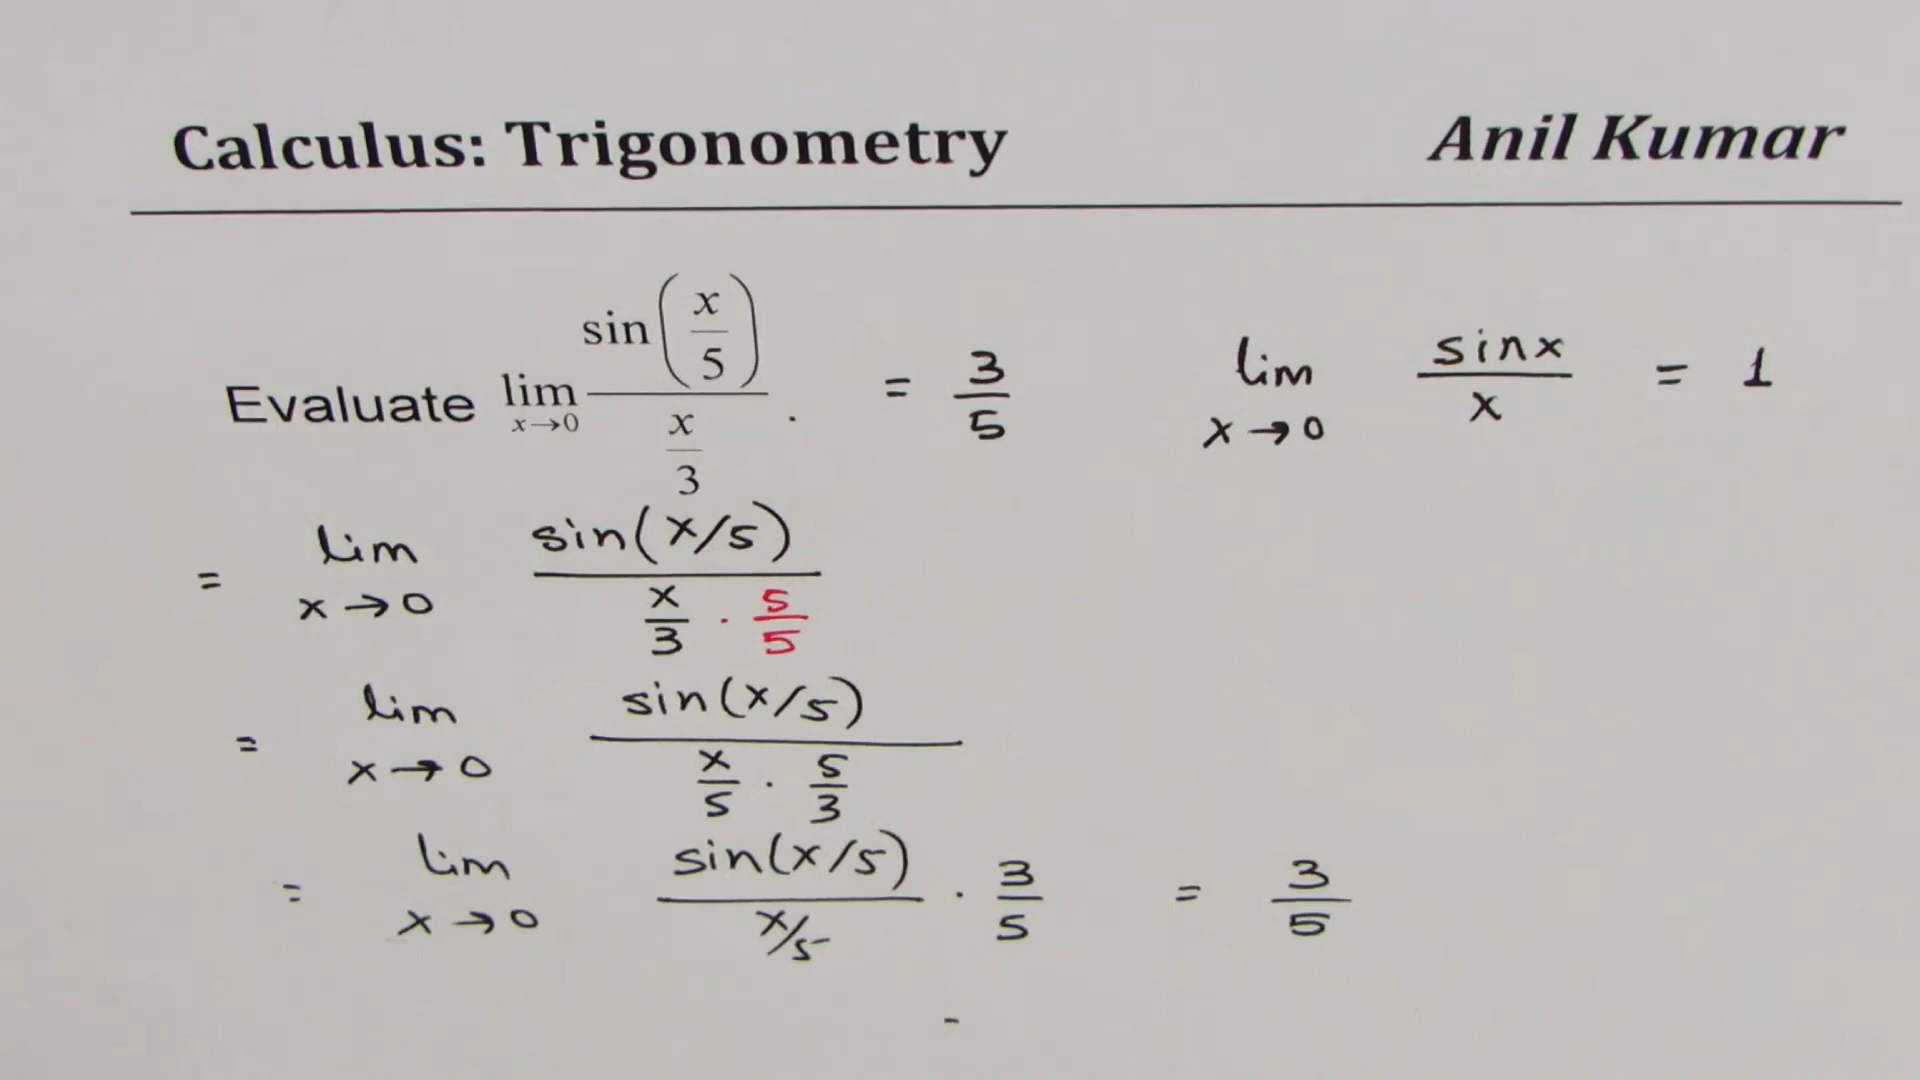 Calculus: Trigonometry Anil Kumar
Evaluate lim x→0 sin(x/5) / (x/3) . = 3/5 lim x→0 sinx/x = 1
= lim x→0 sin(x/5) / (x/3 · 5/5)
= lim x→0 sin(x/5) / (x/5 · 5/3)
= lim x→0 sin(x/5) / (x/5) · 3/5 = 3/5